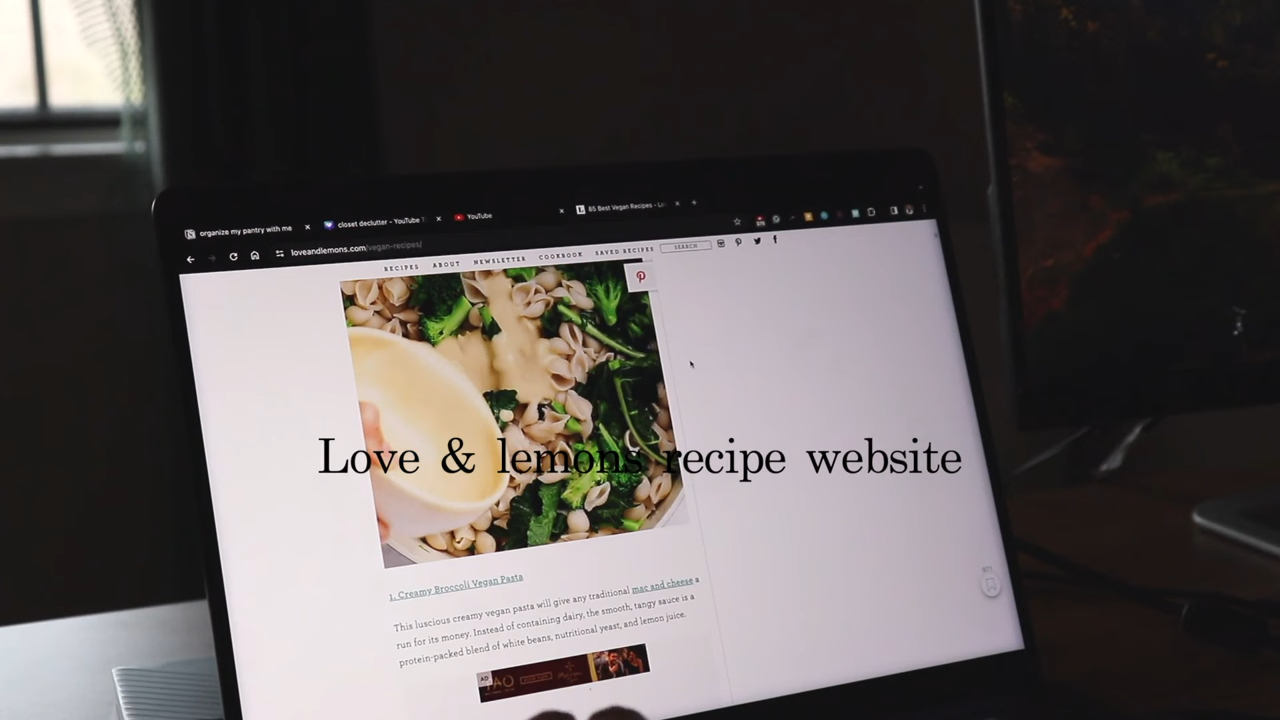 organize my pantry with me
closet declutter - YouTube
YouTube
85 Best Vegan Recipes
loveandlemons.com/vegan-recipes/
RECIPES ABOUT NEWSLETTER COOKBOOK SAVED RECIPES SEARCH
Love & lemons recipe website
1. Creamy Broccoli Vegan Pasta
This luscious creamy vegan pasta will give any traditional mac and cheese a
run for its money. Instead of containing dairy, the smooth, tangy sauce is a
protein-packed blend of white beans, nutritional yeast, and lemon juice.
AD
TAO